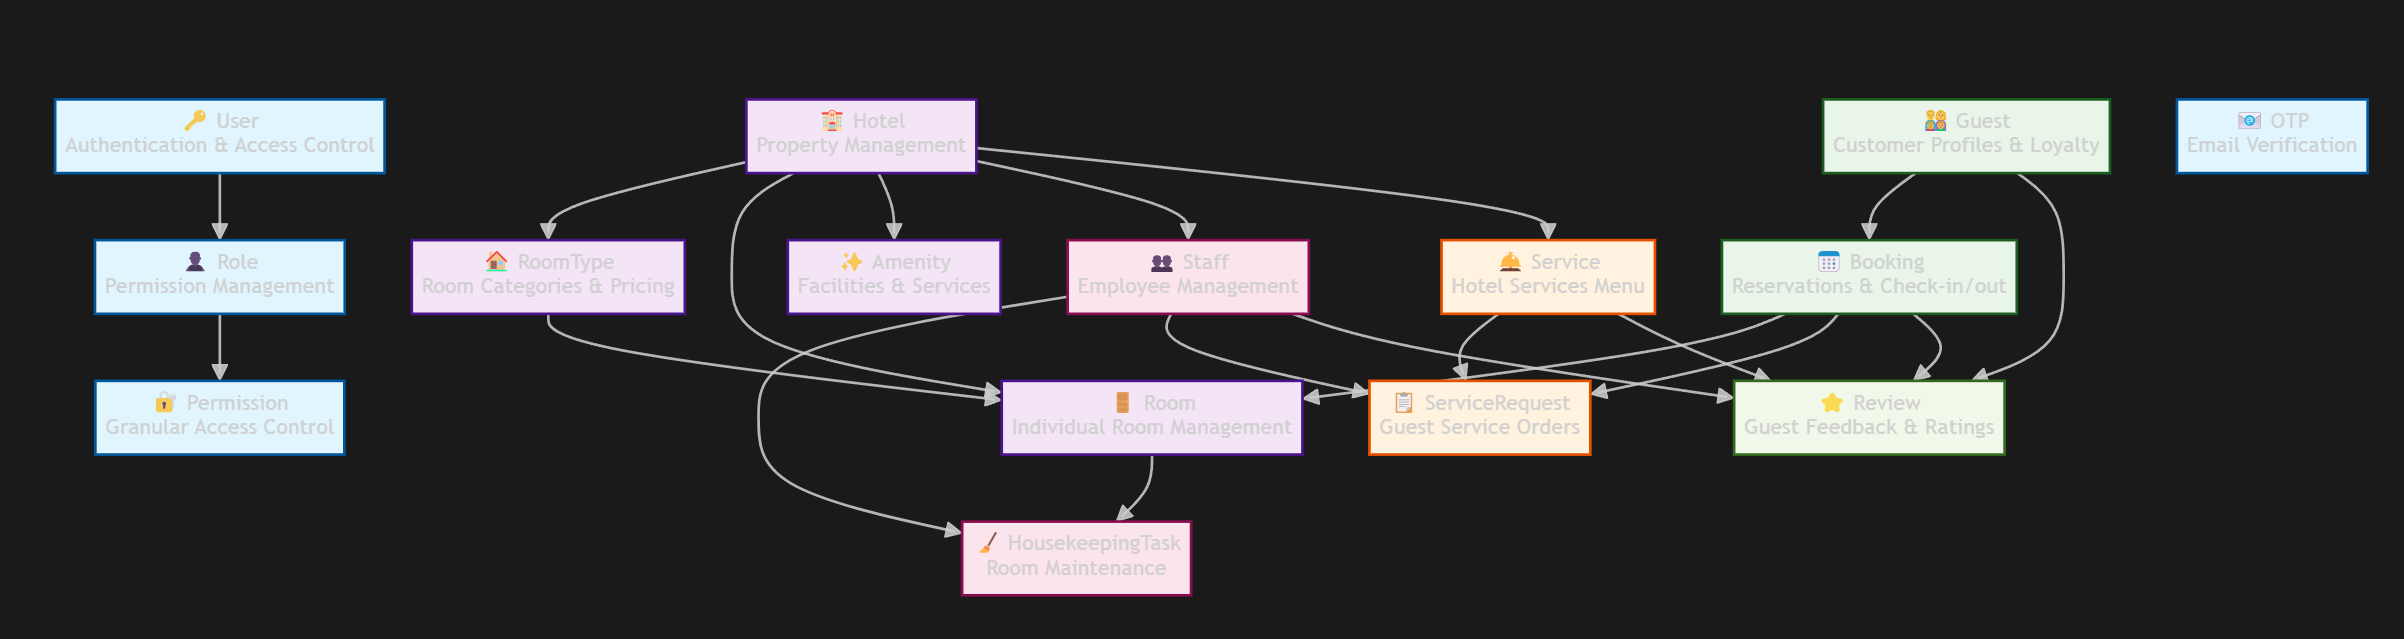 🔑 User
Authentication & Access Control
🏨 Hotel
Property Management
👨‍👩‍👧‍👦 Guest
Customer Profiles & Loyalty
📧 OTP
Email Verification
👤 Role
Permission Management
🏠 RoomType
Room Categories & Pricing
✨ Amenity
Facilities & Services
👥 Staff
Employee Management
🛎️ Service
Hotel Services Menu
📅 Booking
Reservations & Check-in/out
🔐 Permission
Granular Access Control
🚪 Room
Individual Room Management
📋 ServiceRequest
Guest Service Orders
⭐ Review
Guest Feedback & Ratings
🧹 HousekeepingTask
Room Maintenance